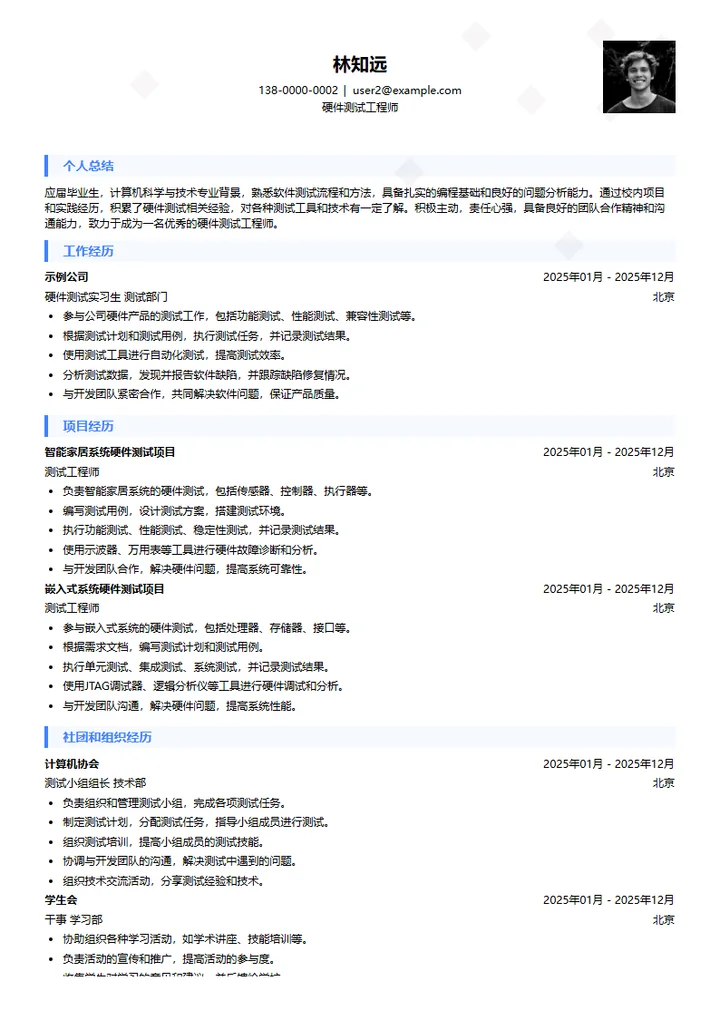 林知远
138-0000-0002 | user2@example.com
硬件测试工程师
个人总结
应届毕业生，计算机科学与技术专业背景，熟悉软件测试流程和方法，具备扎实的编程基础和良好的问题分析能力。通过校内项目
和实践经历，积累了硬件测试相关经验，对各种测试工具和技术有一定了解。积极主动，责任心强，具备良好的团队合作精神和沟
通能力，致力于成为一名优秀的硬件测试工程师。
工作经历
示例公司 2025年01月 - 2025年12月
硬件测试实习生 测试部门 北京
• 参与公司硬件产品的测试工作，包括功能测试、性能测试、兼容性测试等。
• 根据测试计划和测试用例，执行测试任务，并记录测试结果。
• 使用测试工具进行自动化测试，提高测试效率。
• 分析测试数据，发现并报告软件缺陷，并跟踪缺陷修复情况。
• 与开发团队紧密合作，共同解决软件问题，保证产品质量。
项目经历
智能家居系统硬件测试项目 2025年01月 - 2025年12月
测试工程师 北京
• 负责智能家居系统的硬件测试，包括传感器、控制器、执行器等。
• 编写测试用例，设计测试方案，搭建测试环境。
• 执行功能测试、性能测试、稳定性测试，并记录测试结果。
• 使用示波器、万用表等工具进行硬件故障诊断和分析。
• 与开发团队合作，解决硬件问题，提高系统可靠性。
嵌入式系统硬件测试项目 2025年01月 - 2025年12月
测试工程师 北京
• 参与嵌入式系统的硬件测试，包括处理器、存储器、接口等。
• 根据需求文档，编写测试计划和测试用例。
• 执行单元测试、集成测试、系统测试，并记录测试结果。
• 使用JTAG调试器、逻辑分析仪等工具进行硬件调试和分析。
• 与开发团队沟通，解决硬件问题，提高系统性能。
社团和组织经历
计算机协会 2025年01月 - 2025年12月
测试小组组长 技术部 北京
• 负责组织和管理测试小组，完成各项测试任务。
• 制定测试计划，分配测试任务，指导小组成员进行测试。
• 组织测试培训，提高小组成员的测试技能。
• 协调与开发团队的沟通，解决测试中遇到的问题。
• 组织技术交流活动，分享测试经验和技术。
学生会 2025年01月 - 2025年12月
干事 学习部 北京
• 协助组织各种学习活动，如学术讲座、技能培训等。
• 负责活动的宣传和推广，提高活动的参与度。